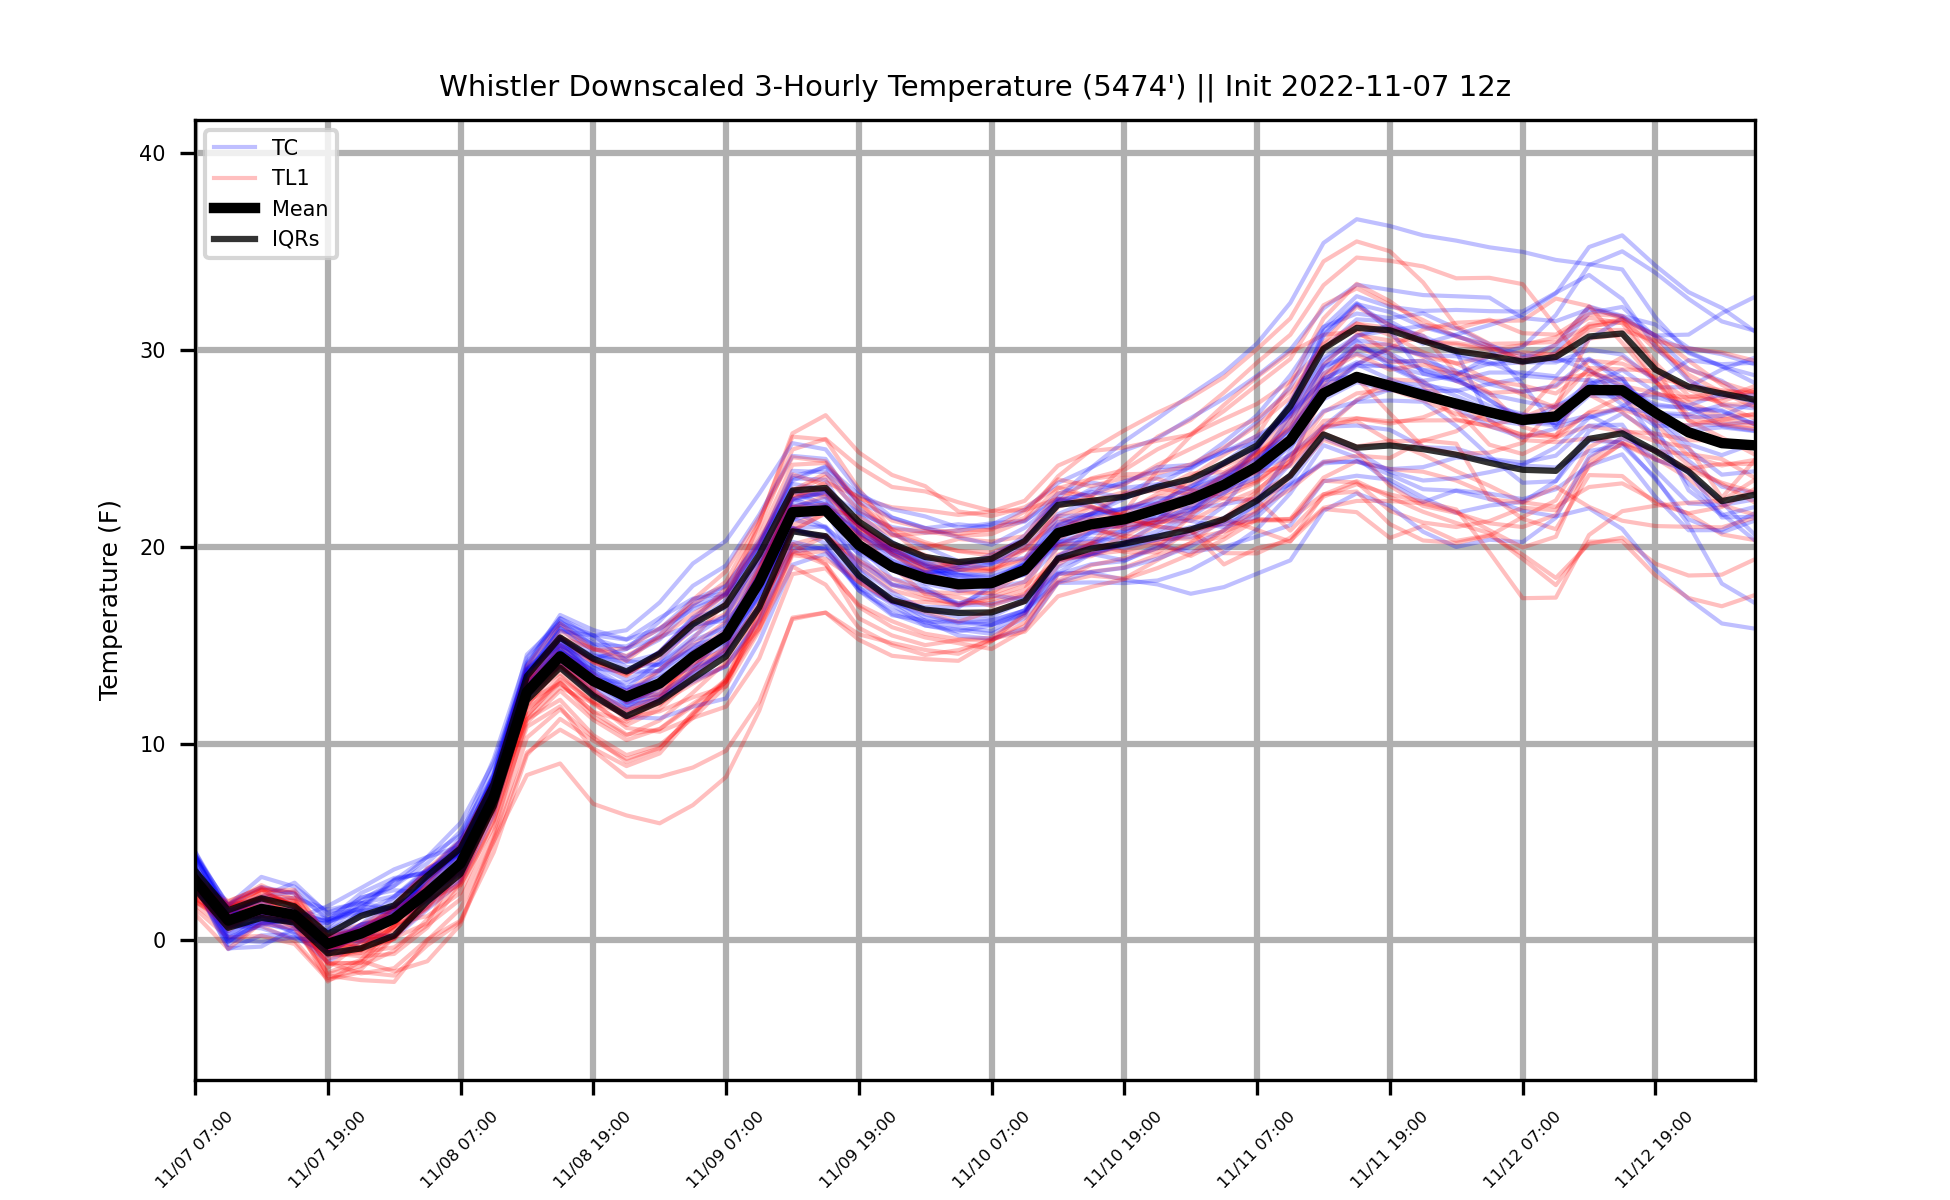 Whistler Downscaled 3-Hourly Temperature (5474') || Init 2022-11-07 12z
TC
TL1
Mean
IQRs
Temperature (F)
40
30
20
10
0
11/07 07:00
11/07 19:00
11/08 07:00
11/08 19:00
11/09 07:00
11/09 19:00
11/10 07:00
11/10 19:00
11/11 07:00
11/11 19:00
11/12 07:00
11/12 19:00